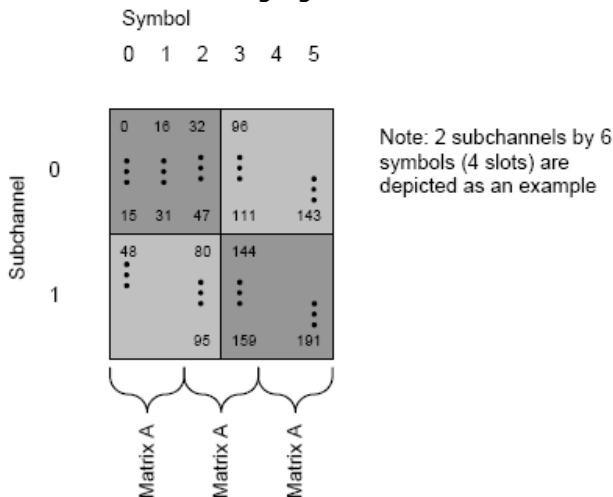 Symbol
0 1 2 3 4 5
Note: 2 subchannels by 6
symbols (4 slots) are
depicted as an example
Subchannel
0
0 16 32 96
15 31 47 111 143
1
48 80 144
95 159 191
Matrix A
Matrix A
Matrix A